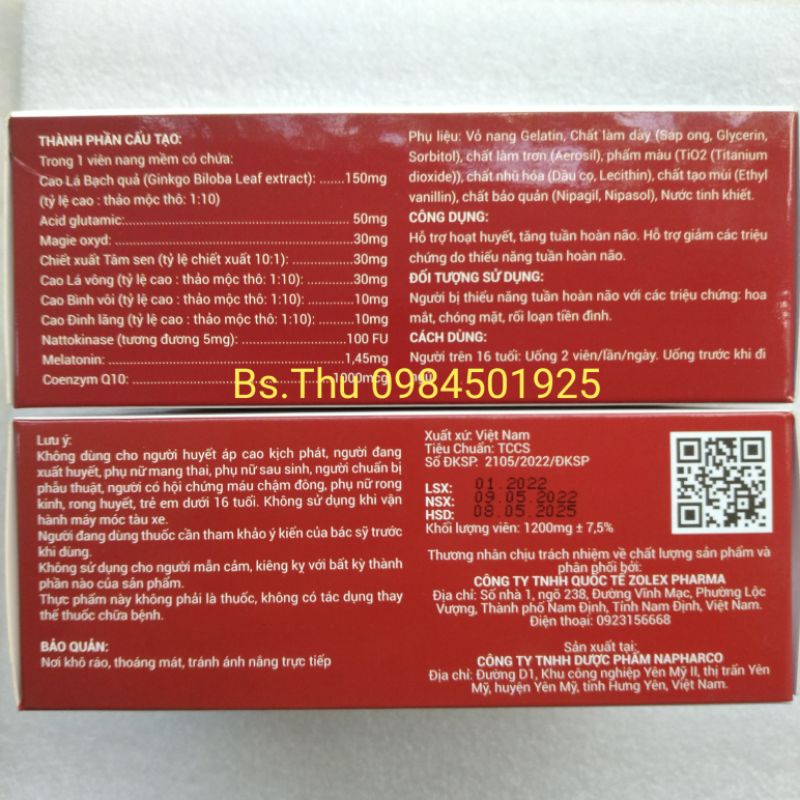 THÀNH PHẦN CẤU TẠO:
Trong 1 viên nang mềm có chứa:
Cao Lá Bạch quả (Ginkgo Biloba Leaf extract): .......150mg
(tỷ lệ cao : thảo mộc thô: 1:10)
Acid glutamic:............................................................ 50mg
Magie oxyd: ............................................................. 30mg
Chiết xuất Tâm sen (tỷ lệ chiết xuất 10:1): ............30mg
Cao Lá vông (tỷ lệ cao : thảo mộc thô: 1:10).........30mg
Cao Bình vôi (tỷ lệ cao : thảo mộc thô: 1:10)........10mg
Cao Đinh lăng (tỷ lệ cao : thảo mộc thô: 1:10)......10mg
Nattokinase (tương đương 5mg): .................... 100 FU
Melatonin: ............................................................1,45mg
Coenzym Q10: .................................................1000mcg
Phụ liệu: Vỏ nang Gelatin, Chất làm dày (Sáp ong, Glycerin,
Sorbitol), chất làm trơn (Aerosil), phẩm màu (TiO2 (Titanium
dioxide)), chất nhũ hóa (Dầu cọ, Lecithin), chất tạo mùi (Ethyl
vanillin), chất bảo quản (Nipagil, Nipasol), Nước tinh khiết.
CÔNG DỤNG:
Hỗ trợ hoạt huyết, tăng tuần hoàn não. Hỗ trợ giảm các triệu
chứng do thiểu năng tuần hoàn não.
ĐỐI TƯỢNG SỬ DỤNG:
Người bị thiểu năng tuần hoàn não với các triệu chứng: hoa
mắt, chóng mặt, rối loạn tiền đình.
CÁCH DÙNG:
Người trên 16 tuổi: Uống 2 viên/lần/ngày. Uống trước khi đi
Bs.Thu 0984501925
Lưu ý:
Không dùng cho người huyết áp cao kịch phát, người đang
xuất huyết, phụ nữ mang thai, phụ nữ sau sinh, người chuẩn bị
phẫu thuật, người có hội chứng máu chậm đông, phụ nữ rong
kinh, rong huyết, trẻ em dưới 16 tuổi. Không sử dụng khi vận
hành máy móc tàu xe.
Người đang dùng thuốc cần tham khảo ý kiến của bác sỹ trước
khi dùng.
Không sử dụng cho người mẫn cảm, kiêng kỵ với bất kỳ thành
phần nào của sản phẩm.
Thực phẩm này không phải là thuốc, không có tác dụng thay
thế thuốc chữa bệnh.
BẢO QUẢN:
Nơi khô ráo, thoáng mát, tránh ánh nắng trực tiếp
Xuất xứ: Việt Nam
Tiêu Chuẩn: TCCS
Số ĐKSP: 2105/2022/ĐKSP
LSX: 01.2022
NSX: 09.05.2022
HSD: 08.05.2025
Khối lượng viên: 1200mg ± 7,5%
Thương nhân chịu trách nhiệm về chất lượng sản phẩm và
phân phối bởi:
CÔNG TY TNHH QUỐC TẾ ZOLEX PHARMA
Địa chỉ: Số nhà 1, ngõ 238, Đường Vĩnh Mạc, Phường Lộc
Vượng, Thành phố Nam Định, Tỉnh Nam Định, Việt Nam.
Điện thoại: 0923156668
Sản xuất tại:
CÔNG TY TNHH DƯỢC PHẨM NAPHARCO
Địa chỉ: Đường D1, Khu công nghiệp Yên Mỹ II, thị trấn Yên
Mỹ, huyện Yên Mỹ, tỉnh Hưng Yên, Việt Nam.